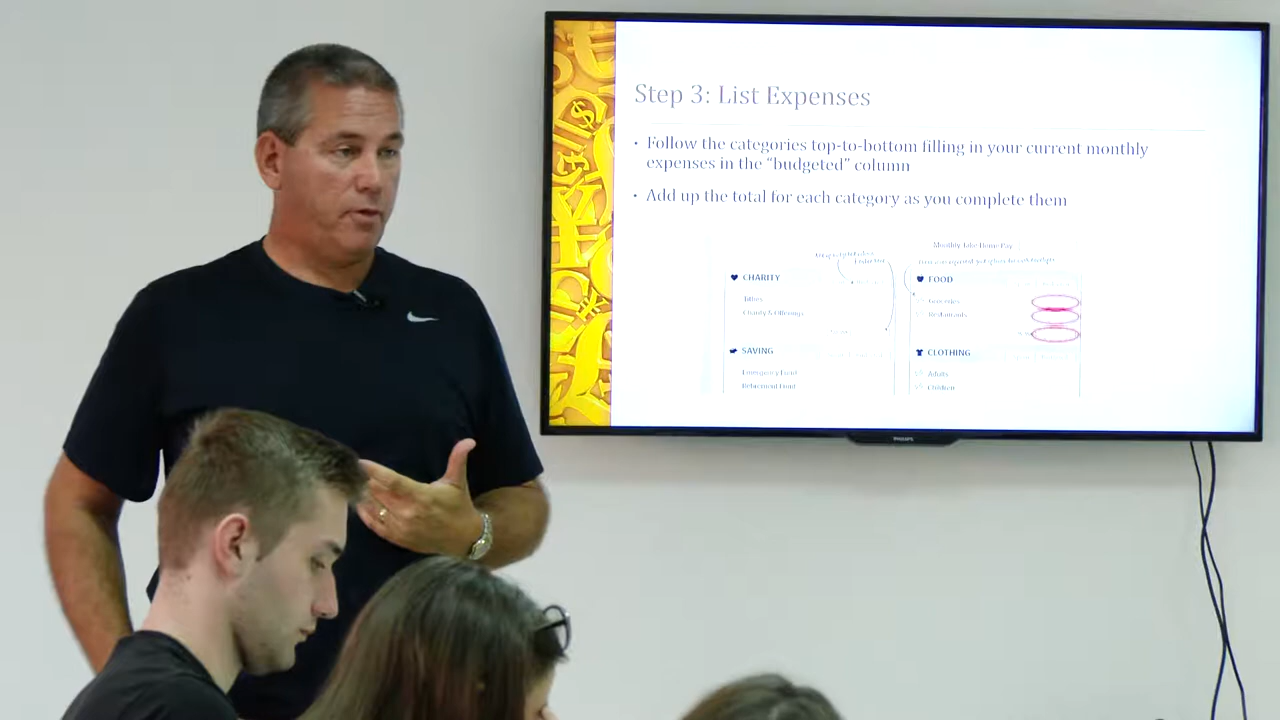 Step 3: List Expenses
• Follow the categories top-to-bottom filling in your current monthly
expenses in the “budgeted” column
• Add up the total for each category as you complete them
Monthly Take Home Pay
CHARITY
Tithes
Charity & Offerings
SAVING
Emergency Fund
Retirement Fund
FOOD
Groceries
Restaurants
CLOTHING
Adults
Children
PHILIPS